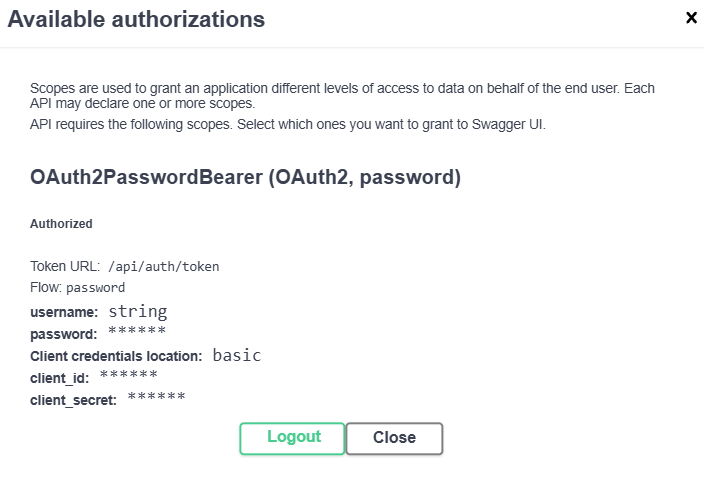 Available authorizations
Scopes are used to grant an application different levels of access to data on behalf of the end user. Each
API may declare one or more scopes.
API requires the following scopes. Select which ones you want to grant to Swagger UI.
OAuth2PasswordBearer (OAuth2, password)
Authorized
Token URL: /api/auth/token
Flow: password
username: string
password: ******
Client credentials location: basic
client_id: ******
client_secret: ******
Logout Close